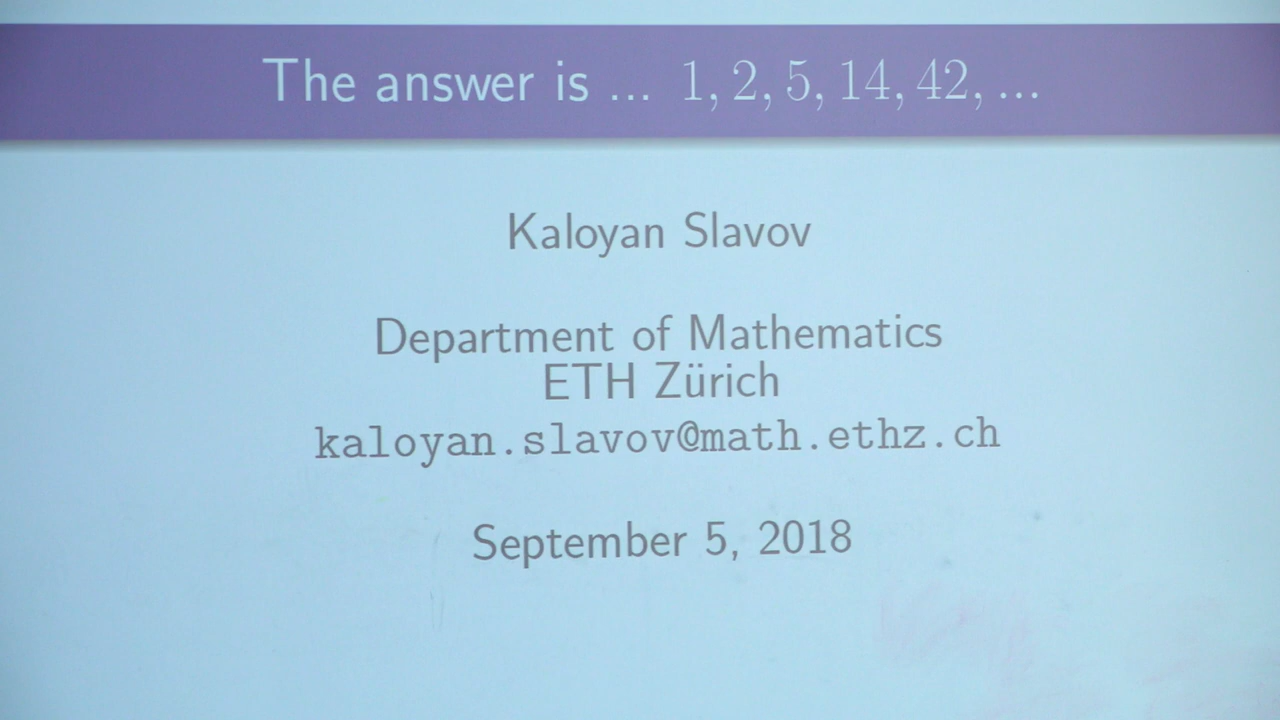 The answer is ... 1, 2, 5, 14, 42, ...
Kaloyan Slavov
Department of Mathematics
ETH Zürich
kaloyan.slavov@math.ethz.ch
September 5, 2018